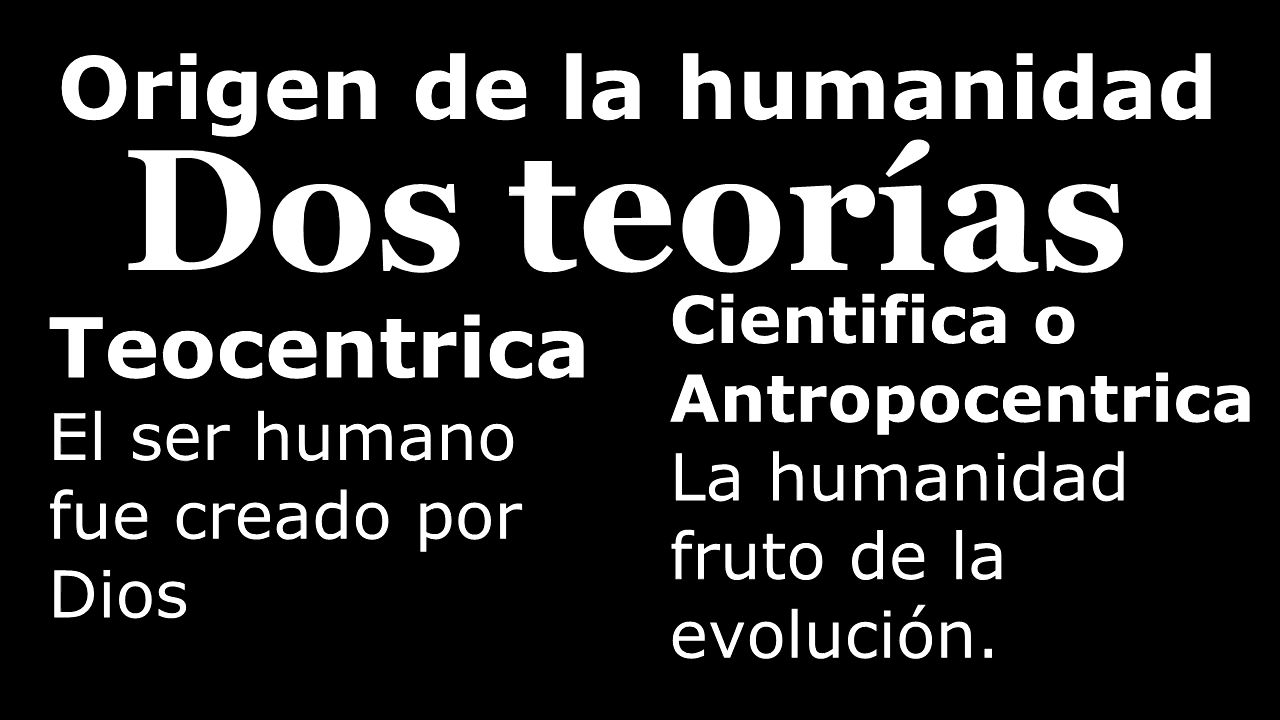 Origen de la humanidad
Dos teorías
Teocentrica
El ser humano
fue creado por
Dios
Cientifica o
Antropocentrica
La humanidad
fruto de la
evolución.